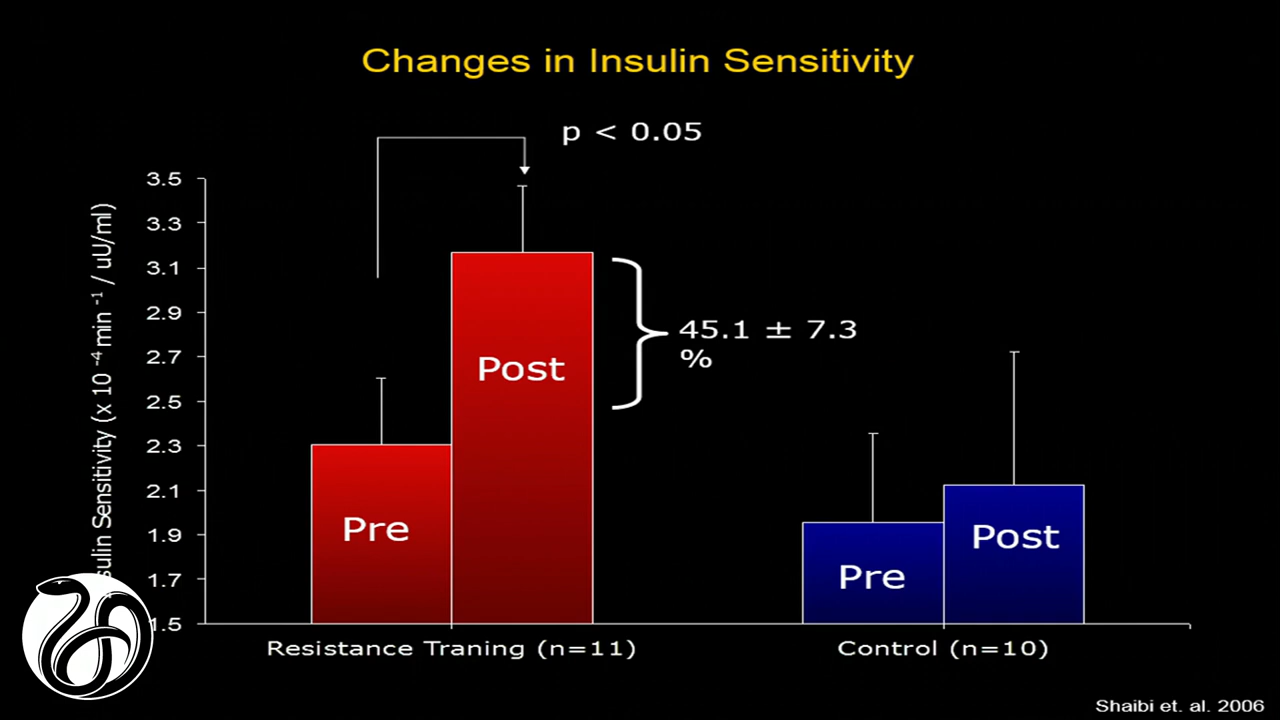 Changes in Insulin Sensitivity
p < 0.05
3.5
3.3
3.1
2.9
2.7
2.5
2.3
2.1
1.9
1.7
1.5
sulin Sensitivity (x 10 -4 min -1 / uU/ml)
Pre
Post
45.1 ± 7.3
%
Pre
Post
Resistance Traning (n=11)
Control (n=10)
Shaibi et. al. 2006